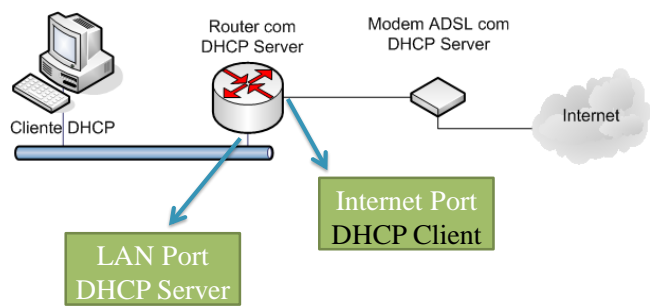 Router com
DHCP Server
Modem ADSL com
DHCP Server
Cliente DHCP
Internet
Internet Port
DHCP Client
LAN Port
DHCP Server